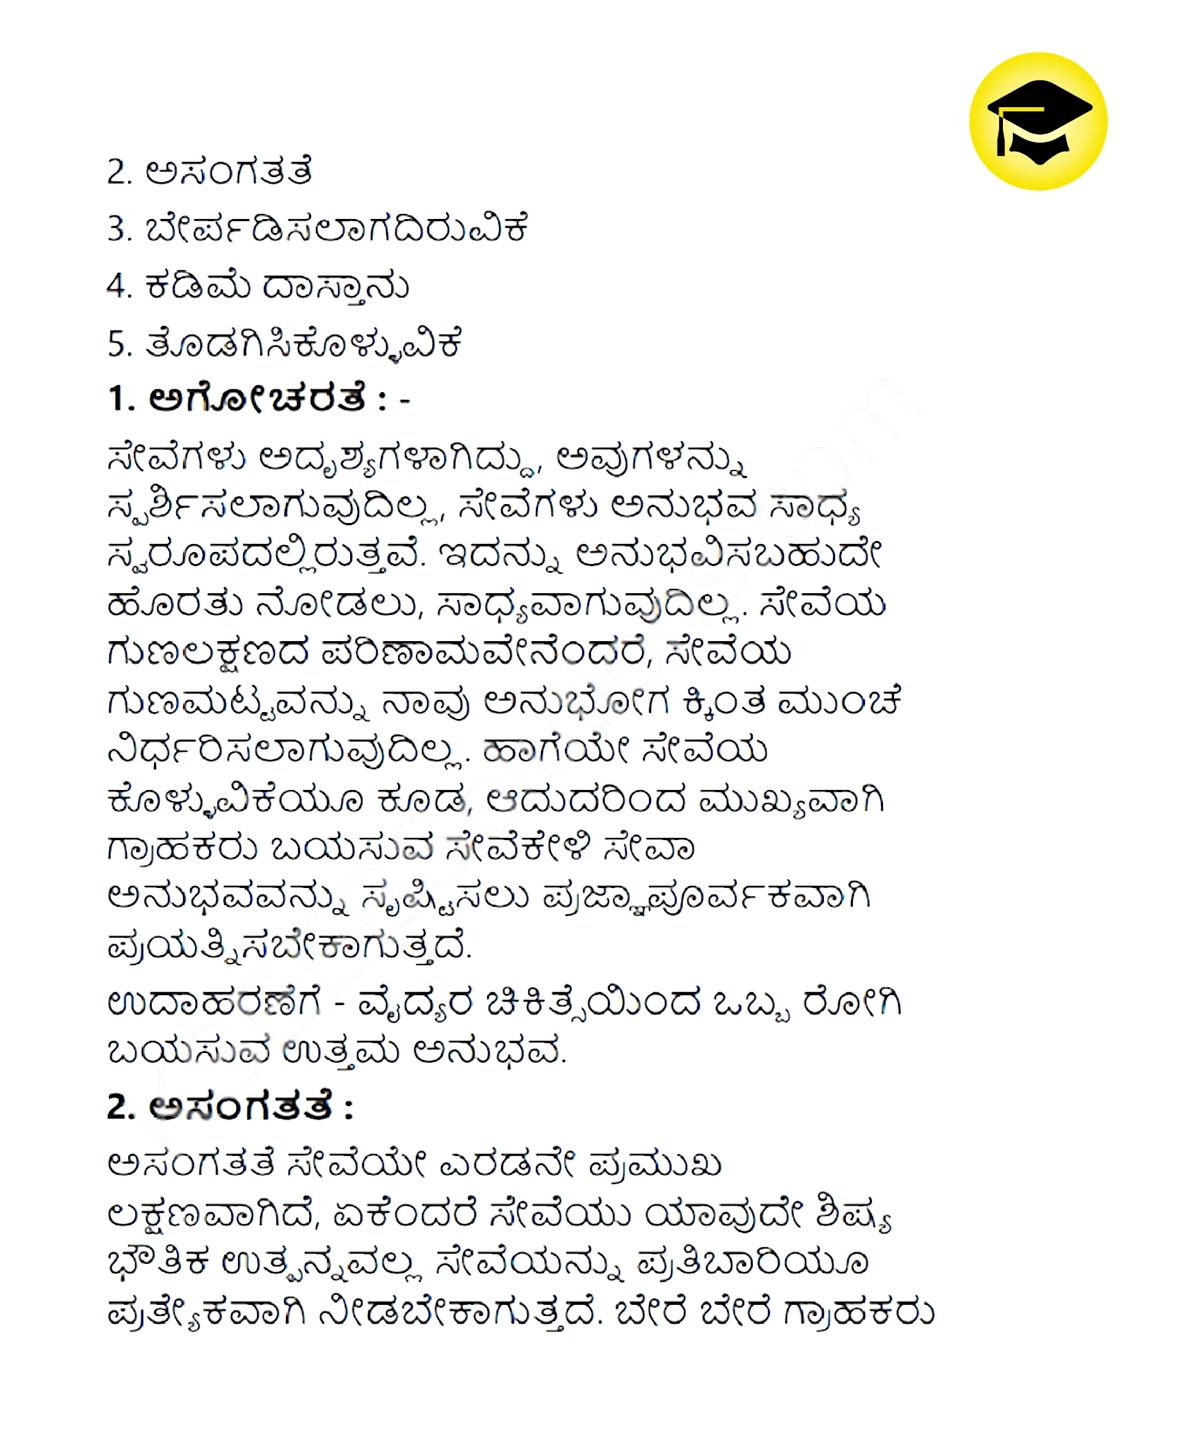 2. ಅಸಂಗತತೆ
3. ಬೇರ್ಪಡಿಸಲಾಗದಿರುವಿಕೆ
4. ಕಡಿಮೆ ದಾಸ್ತಾನು
5. ತೊಡಗಿಸಿಕೊಳ್ಳುವಿಕೆ
1. ಅಗೋಚರತೆ : -
ಸೇವೆಗಳು ಅದೃಶ್ಯಗಳಾಗಿದ್ದು, ಅವುಗಳನ್ನು
ಸ್ಪರ್ಶಿಸಲಾಗುವುದಿಲ್ಲ, ಸೇವೆಗಳು ಅನುಭವ ಸಾಧ್ಯ
ಸ್ವರೂಪದಲ್ಲಿರುತ್ತವೆ. ಇದನ್ನು ಅನುಭವಿಸಬಹುದೇ
ಹೊರತು ನೋಡಲು, ಸಾಧ್ಯವಾಗುವುದಿಲ್ಲ. ಸೇವೆಯ
ಗುಣಲಕ್ಷಣದ ಪರಿಣಾಮವೇನೆಂದರೆ, ಸೇವೆಯ
ಗುಣಮಟ್ಟವನ್ನು ನಾವು ಅನುಭೋಗ ಕ್ಕಿಂತ ಮುಂಚೆ
ನಿರ್ಧರಿಸಲಾಗುವುದಿಲ್ಲ. ಹಾಗೆಯೇ ಸೇವೆಯ
ಕೊಳ್ಳುವಿಕೆಯೂ ಕೂಡ, ಆದುದರಿಂದ ಮುಖ್ಯವಾಗಿ
ಗ್ರಾಹಕರು ಬಯಸುವ ಸೇವೆಕೇಳಿ ಸೇವಾ
ಅನುಭವವನ್ನು ಸೃಷ್ಟಿಸಲು ಪ್ರಜ್ಞಾಪೂರ್ವಕವಾಗಿ
ಪ್ರಯತ್ನಿಸಬೇಕಾಗುತ್ತದೆ.
ಉದಾಹರಣೆಗೆ - ವೈದ್ಯರ ಚಿಕಿತ್ಸೆಯಿಂದ ಒಬ್ಬ ರೋಗಿ
ಬಯಸುವ ಉತ್ತಮ ಅನುಭವ.
2. ಅಸಂಗತತೆ :
ಅಸಂಗತತೆ ಸೇವೆಯೇ ಎರಡನೇ ಪ್ರಮುಖ
ಲಕ್ಷಣವಾಗಿದೆ, ಏಕೆಂದರೆ ಸೇವೆಯು ಯಾವುದೇ ಶಿಷ್ಯ
ಭೌತಿಕ ಉತ್ಪನ್ನವಲ್ಲ ಸೇವೆಯನ್ನು ಪ್ರತಿಬಾರಿಯೂ
ಪ್ರತ್ಯೇಕವಾಗಿ ನೀಡಬೇಕಾಗುತ್ತದೆ. ಬೇರೆ ಬೇರೆ ಗ್ರಾಹಕರು